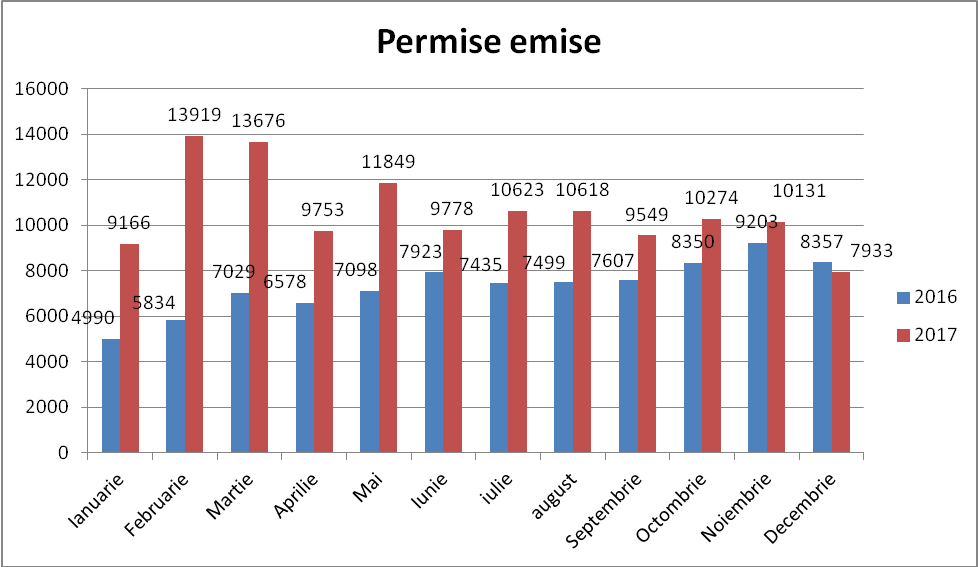 Permise emise
16000
14000
12000
10000
8000
6000
4000
2000
0
4990
9166
5834
13919
7029
13676
6578
9753
7098
11849
7923
9778
7435
10623
7499
10618
7607
9549
8350
10274
9203
10131
8357
7933
Ianuarie
Februarie
Martie
Aprilie
Mai
Iunie
iulie
august
Septembrie
Octombrie
Noiembrie
Decembrie
2016
2017